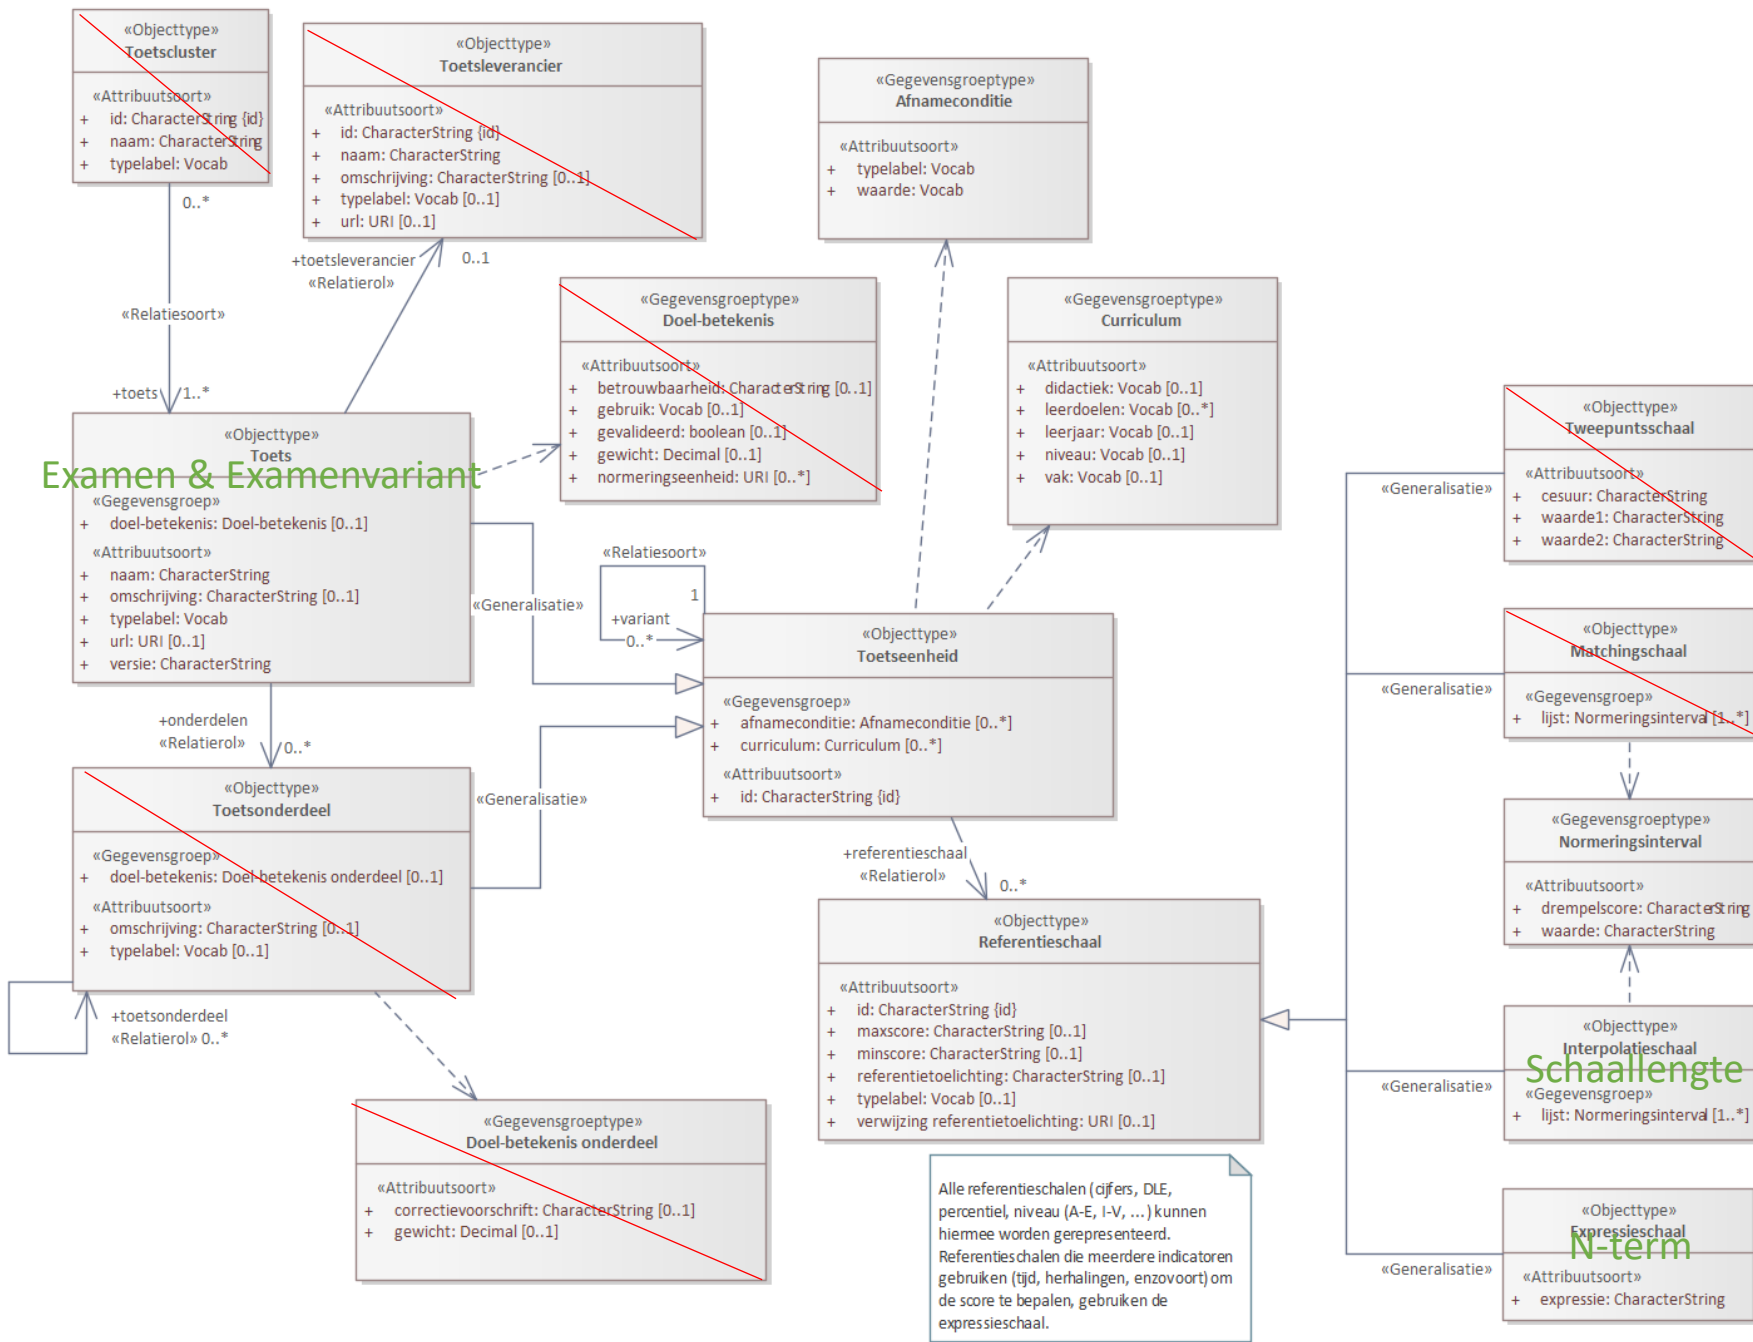 «Objecttype»
Toetscluster
«Attribuutsoort»
+ id: CharacterString {id}
+ naam: CharacterString
+ typelabel: Vocab
0..*
«Relatiesoort»
+toets
1..*
«Objecttype»
Toetsleverancier
«Attribuutsoort»
+ id: CharacterString {id}
+ naam: CharacterString
+ omschrijving: CharacterString [0..1]
+ typelabel: Vocab [0..1]
+ url: URI [0..1]
+toetsleverancier
0..1
«Relatierol»
«Gegevensgroeptype»
Afnameconditie
«Attribuutsoort»
+ typelabel: Vocab
+ waarde: Vocab
«Gegevensgroeptype»
Doel-betekenis
«Attribuutsoort»
+ betrouwbaarheid: CharacterString [0..1]
+ gebruik: Vocab [0..1]
+ gevalideerd: boolean [0..1]
+ gewicht: Decimal [0..1]
+ normeringseenheid: URI [0..*]
«Gegevensgroeptype»
Curriculum
«Attribuutsoort»
+ didactiek: Vocab [0..1]
+ leerdoelen: Vocab [0..*]
+ leerjaar: Vocab [0..1]
+ niveau: Vocab [0..1]
+ vak: Vocab [0..1]
«Objecttype»
Toets
Examen & Examenvariant
«Gegevensgroep»
+ doel-betekenis: Doel-betekenis [0..1]
«Attribuutsoort»
+ naam: CharacterString
+ omschrijving: CharacterString [0..1]
+ typelabel: Vocab
+ url: URI [0..1]
+ versie: CharacterString
«Generalisatie»
«Relatiesoort»
1
+variant
0..*
«Objecttype»
Toetseenheid
«Gegevensgroep»
+ afnameconditie: Afnameconditie [0..*]
+ curriculum: Curriculum [0..*]
«Attribuutsoort»
+ id: CharacterString {id}
+onderdelen
«Relatierol»
0..*
«Objecttype»
Toetsonderdeel
«Gegevensgroep»
+ doel-betekenis: Doel-betekenis onderdeel [0..1]
«Attribuutsoort»
+ omschrijving: CharacterString [0..1]
+ typelabel: Vocab [0..1]
«Generalisatie»
+toetsonderdeel
«Relatierol» 0..*
«Gegevensgroeptype»
Doel-betekenis onderdeel
«Attribuutsoort»
+ correctievoorschrift: CharacterString [0..1]
+ gewicht: Decimal [0..1]
+referentieschaal
«Relatierol»
0..*
«Objecttype»
Referentieschaal
«Attribuutsoort»
+ id: CharacterString {id}
+ maxscore: CharacterString [0..1]
+ minscore: CharacterString [0..1]
+ referentietoelichting: CharacterString [0..1]
+ typelabel: Vocab [0..1]
+ verwijzing referentietoelichting: URI [0..1]
Alle referentieschalen (cijfers, DLE,
percentiel, niveau (A-E, I-V, ...) kunnen
hiermee worden gerepresenteerd.
Referentieschalen die meerdere indicatoren
gebruiken (tijd, herhalingen, enzovoort) om
de score te bepalen, gebruiken de
expressieschaal.
«Objecttype»
Tweepuntsschaal
«Attribuutsoort»
+ cesuur: CharacterString
+ waarde1: CharacterString
+ waarde2: CharacterString
«Generalisatie»
«Objecttype»
Matchingschaal
«Gegevensgroep»
+ lijst: Normeringsinterval [1..*]
«Generalisatie»
«Gegevensgroeptype»
Normeringsinterval
«Attribuutsoort»
+ drempelscore: CharacterString
+ waarde: CharacterString
«Objecttype»
Interpolatieschaal
Schaallengte
«Gegevensgroep»
+ lijst: Normeringsinterval [1..*]
«Generalisatie»
«Objecttype»
Expressieschaal
N-term
«Attribuutsoort»
+ expressie: CharacterString
«Generalisatie»